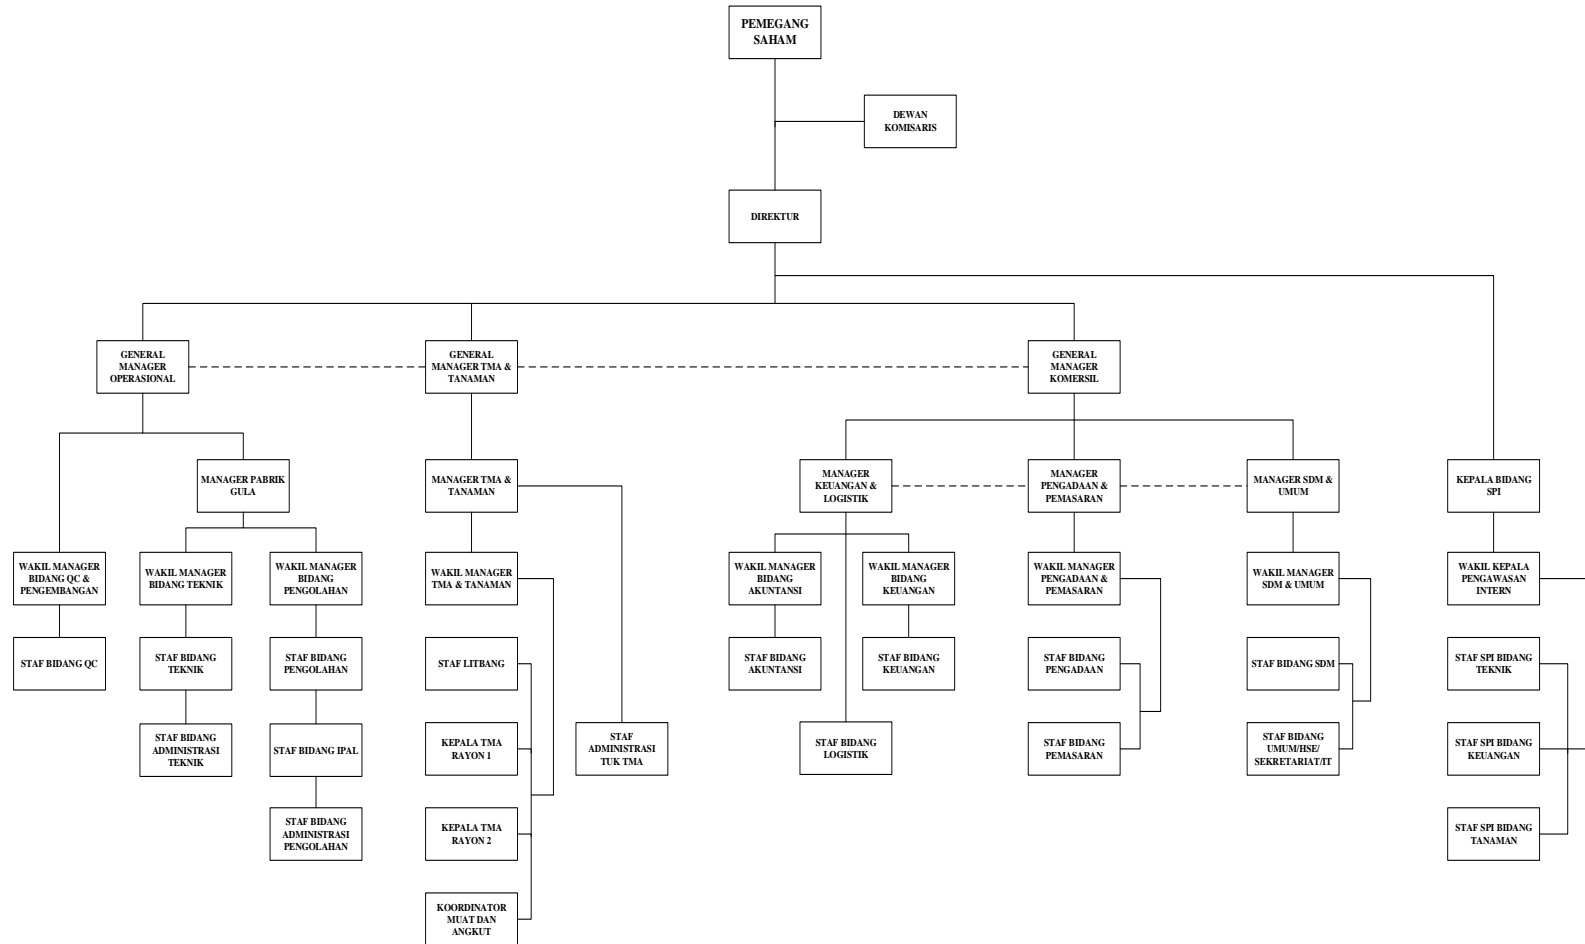 PEMEGANG
SAHAM
DEWAN
KOMISARIS
DIREKTUR
GENERAL
MANAGER
OPERASIONAL
GENERAL
MANAGER TMA &
TANAMAN
GENERAL
MANAGER
KOMERSIL
MANAGER PABRIK
GULA
MANAGER TMA &
TANAMAN
MANAGER
KEUANGAN &
LOGISTIK
MANAGER
PENGADAAN &
PEMASARAN
MANAGER SDM &
UMUM
KEPALA BIDANG
SPI
WAKIL MANAGER
BIDANG QC &
PENGEMBANGAN
WAKIL MANAGER
BIDANG TEKNIK
WAKIL MANAGER
BIDANG
PENGOLAHAN
WAKIL MANAGER
TMA & TANAMAN
WAKIL MANAGER
BIDANG
AKUNTANSI
WAKIL MANAGER
BIDANG
KEUANGAN
WAKIL MANAGER
PENGADAAN &
PEMASARAN
WAKIL MANAGER
SDM & UMUM
WAKIL KEPALA
PENGAWASAN
INTERN
STAF BIDANG QC
STAF BIDANG
TEKNIK
STAF BIDANG
PENGOLAHAN
STAF LITBANG
STAF BIDANG
AKUNTANSI
STAF BIDANG
KEUANGAN
STAF BIDANG
PENGADAAN
STAF BIDANG SDM
STAF SPI BIDANG
TEKNIK
STAF BIDANG
ADMINISTRASI
TEKNIK
STAF BIDANG IPAL
KEPALA TMA
RAYON 1
STAF
ADMINISTRASI
TUK TMA
STAF BIDANG
LOGISTIK
STAF BIDANG
PEMASARAN
STAF BIDANG
UMUM/HSE/
SEKRETARIAT/IT
STAF SPI BIDANG
KEUANGAN
STAF BIDANG
ADMINISTRASI
PENGOLAHAN
KEPALA TMA
RAYON 2
STAF SPI BIDANG
TANAMAN
KOORDINATOR
MUAT DAN
ANGKUT